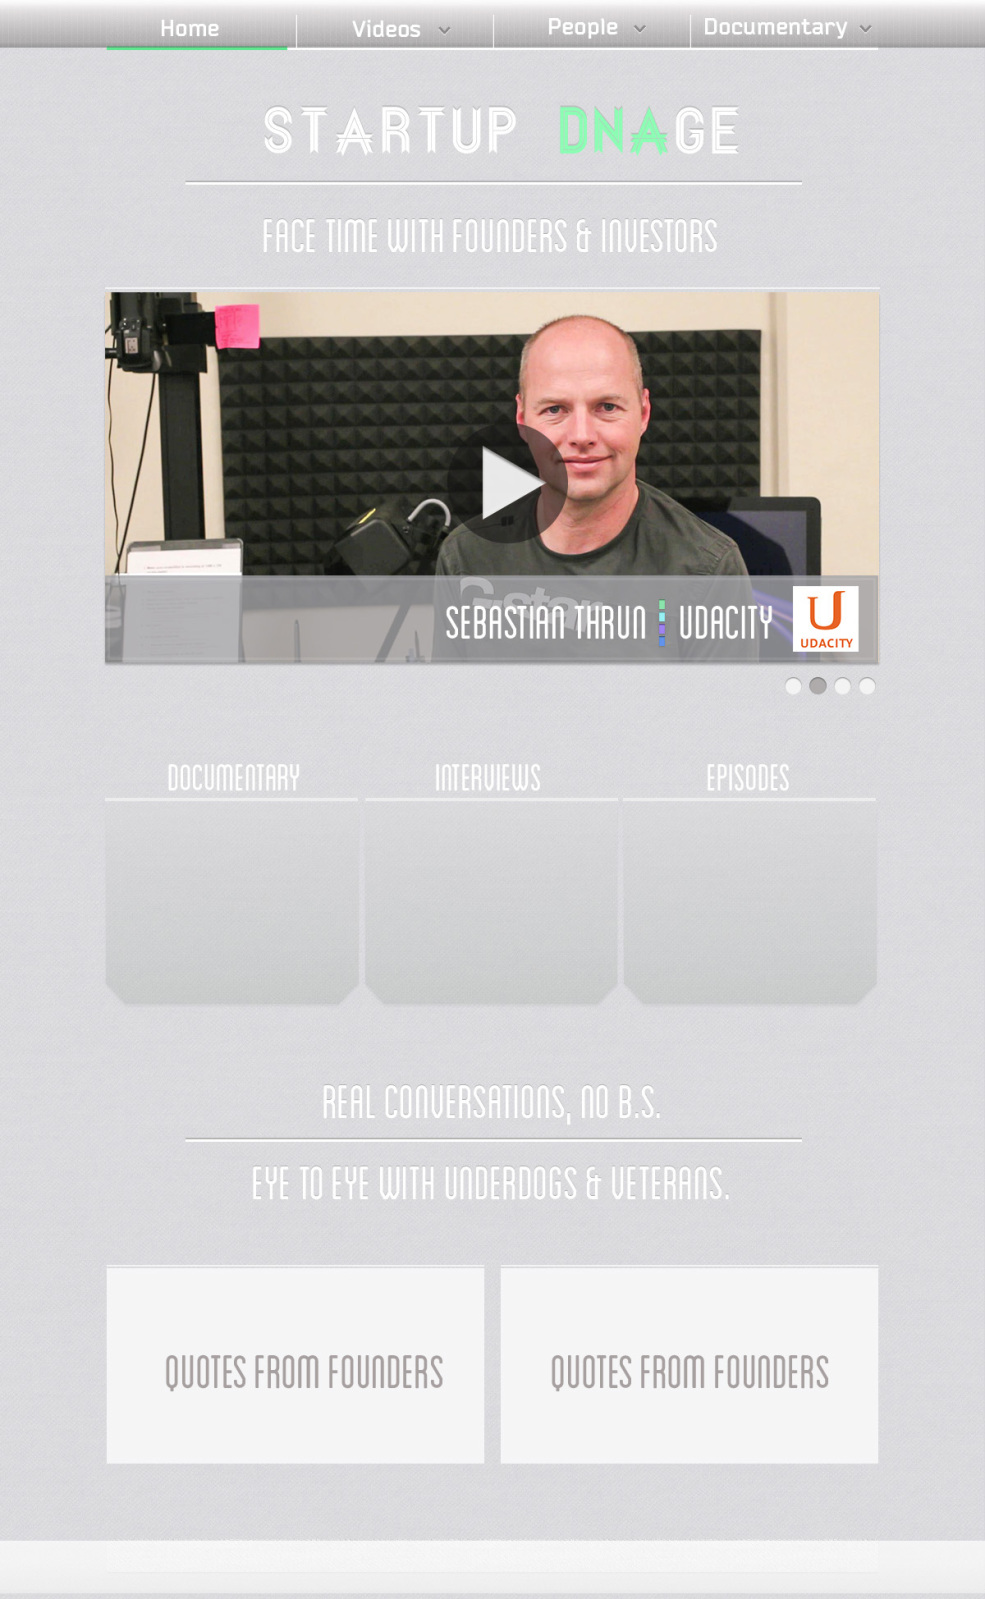 Home Videos People Documentary
STARTUP DNAGE
FACE TIME WITH FOUNDERS & INVESTORS
G-star
SEBASTIAN THRUN UDACITY
U
UDACITY
DOCUMENTARY INTERVIEWS EPISODES
REAL CONVERSATIONS, NO B.S.
EYE TO EYE WITH UNDERDOGS & VETERANS.
QUOTES FROM FOUNDERS QUOTES FROM FOUNDERS